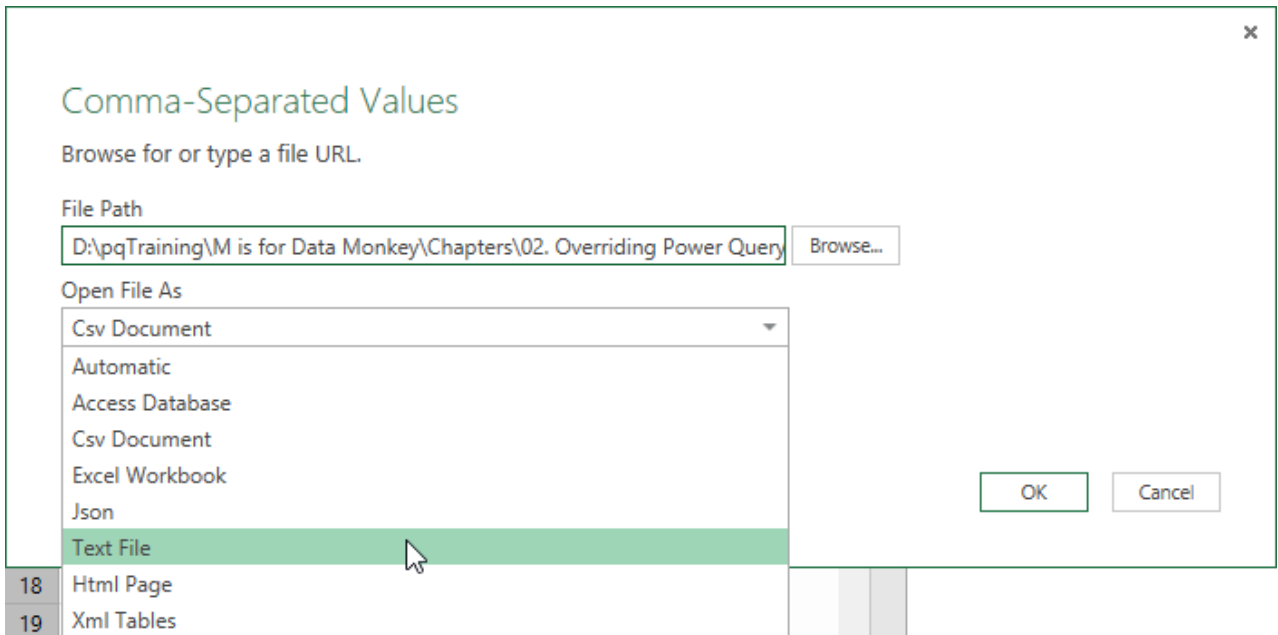 ×
Comma-Separated Values
Browse for or type a file URL.
File Path
D:\pqTraining\M is for Data Monkey\Chapters\02. Overriding Power Query
Browse...
Open File As
Csv Document
Automatic
Access Database
Csv Document
Excel Workbook
Json
OK
Cancel
Text File
18
Html Page
19
Xml Tables